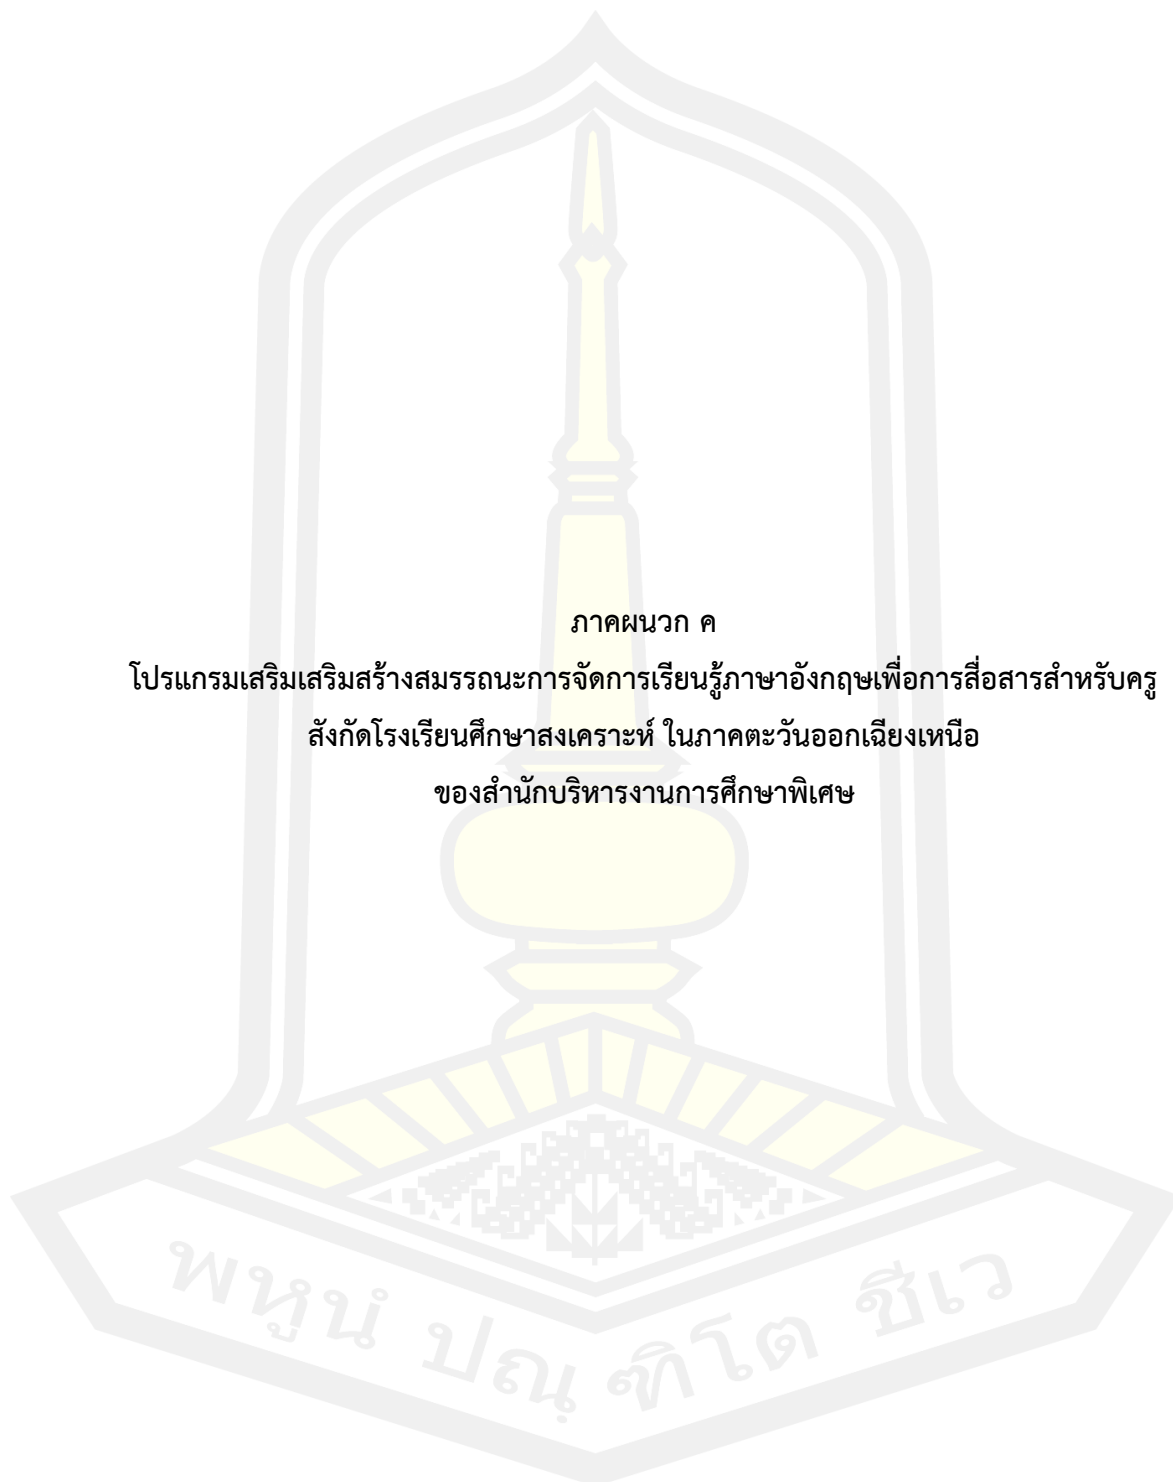 ภาคผนวก ค
โปรแกรมเสริมเสริมสร้างสมรรถนะการจัดการเรียนรู้ภาษาอังกฤษเพื่อการสื่อสารสำหรับครู
สังกัดโรงเรียนศึกษาสงเคราะห์ ในภาคตะวันออกเฉียงเหนือ
ของสำนักบริหารงานการศึกษาพิเศษ
พหูนํ ปณฺฑิโต ชีเว